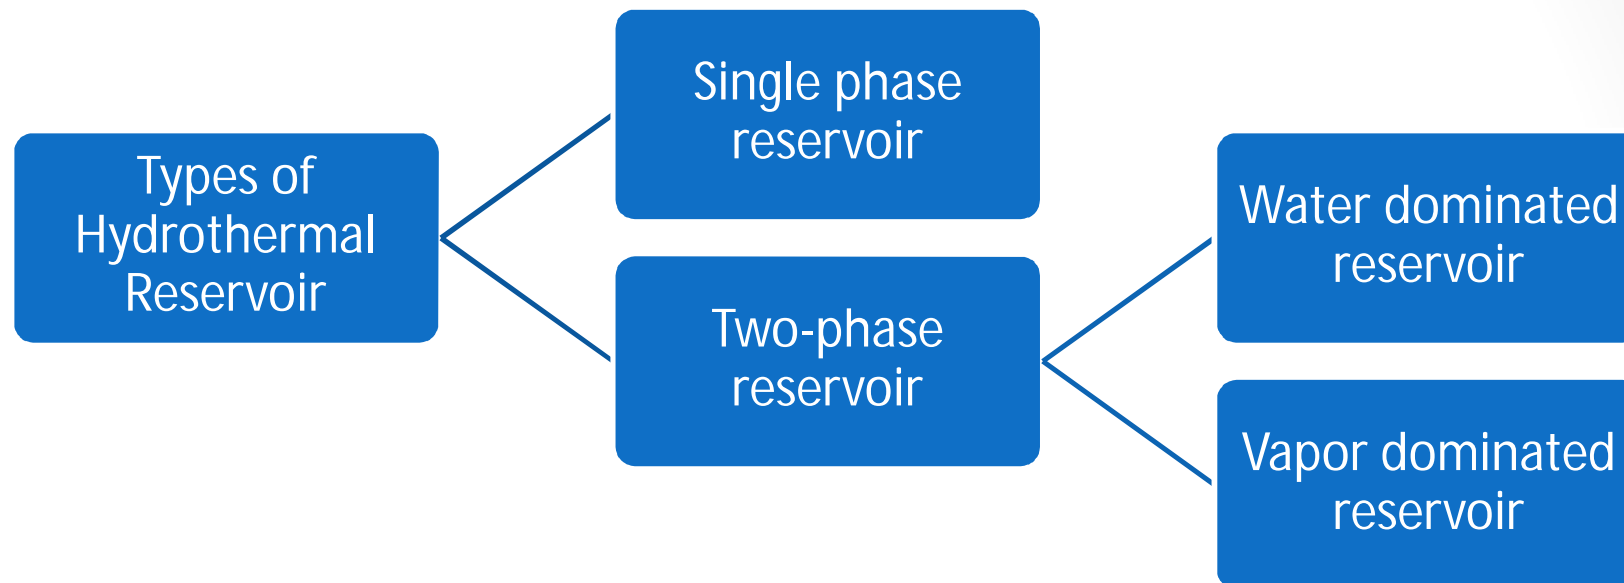 Types of
Hydrothermal
Reservoir
Single phase
reservoir
Two-phase
reservoir
Water dominated
reservoir
Vapor dominated
reservoir